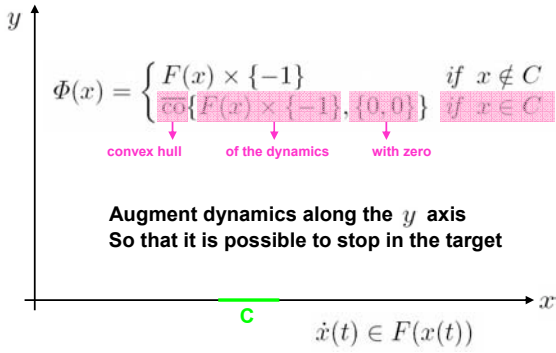 y
Φ(x) = { F(x) × {−1} if x ∉ C
c̅o̅{F(x) × {−1}, {0, 0}} if x ∈ C
convex hull of the dynamics with zero
Augment dynamics along the y axis
So that it is possible to stop in the target
x
C
ẋ(t) ∈ F(x(t))